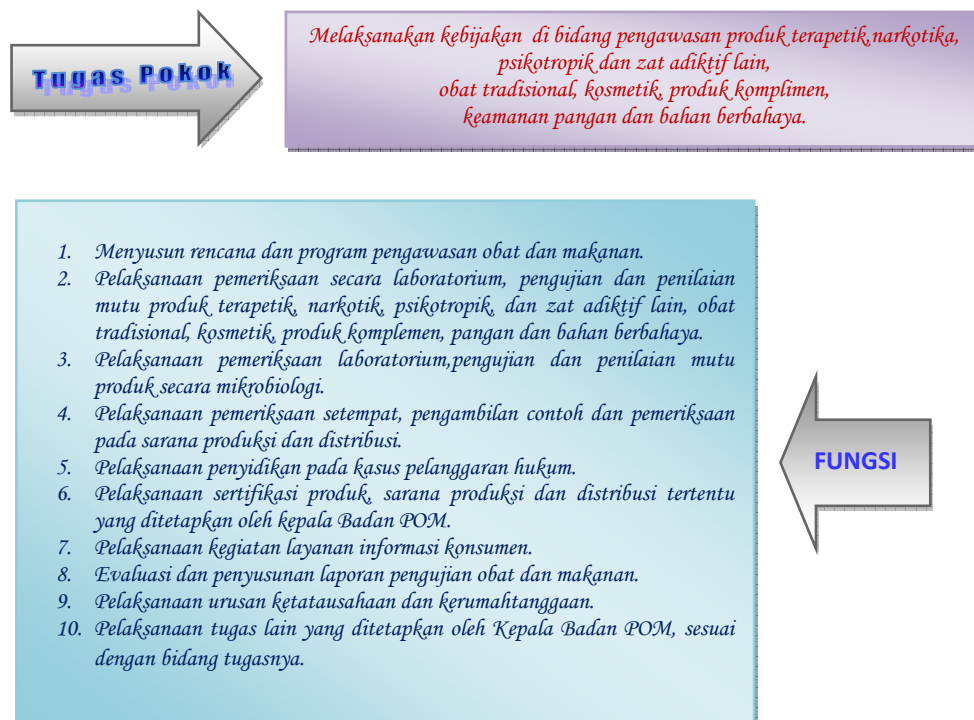 Tugas Pokok
Melaksanakan kebijakan di bidang pengawasan produk terapetik,narkotika,
psikotropik dan zat adiktif lain,
obat tradisional, kosmetik, produk komplimen,
keamanan pangan dan bahan berbahaya.
1. Menyusun rencana dan program pengawasan obat dan makanan.
2. Pelaksanaan pemeriksaan secara laboratorium, pengujian dan penilaian
mutu produk terapetik, narkotik, psikotropik, dan zat adiktif lain, obat
tradisional, kosmetik, produk komplemen, pangan dan bahan berbahaya.
3. Pelaksanaan pemeriksaan laboratorium,pengujian dan penilaian mutu
produk secara mikrobiologi.
4. Pelaksanaan pemeriksaan setempat, pengambilan contoh dan pemeriksaan
pada sarana produksi dan distribusi.
5. Pelaksanaan penyidikan pada kasus pelanggaran hukum.
6. Pelaksanaan sertifikasi produk, sarana produksi dan distribusi tertentu
yang ditetapkan oleh kepala Badan POM.
7. Pelaksanaan kegiatan layanan informasi konsumen.
8. Evaluasi dan penyusunan laporan pengujian obat dan makanan.
9. Pelaksanaan urusan ketatausahaan dan kerumahtanggaan.
10. Pelaksanaan tugas lain yang ditetapkan oleh Kepala Badan POM, sesuai
dengan bidang tugasnya.
FUNGSI